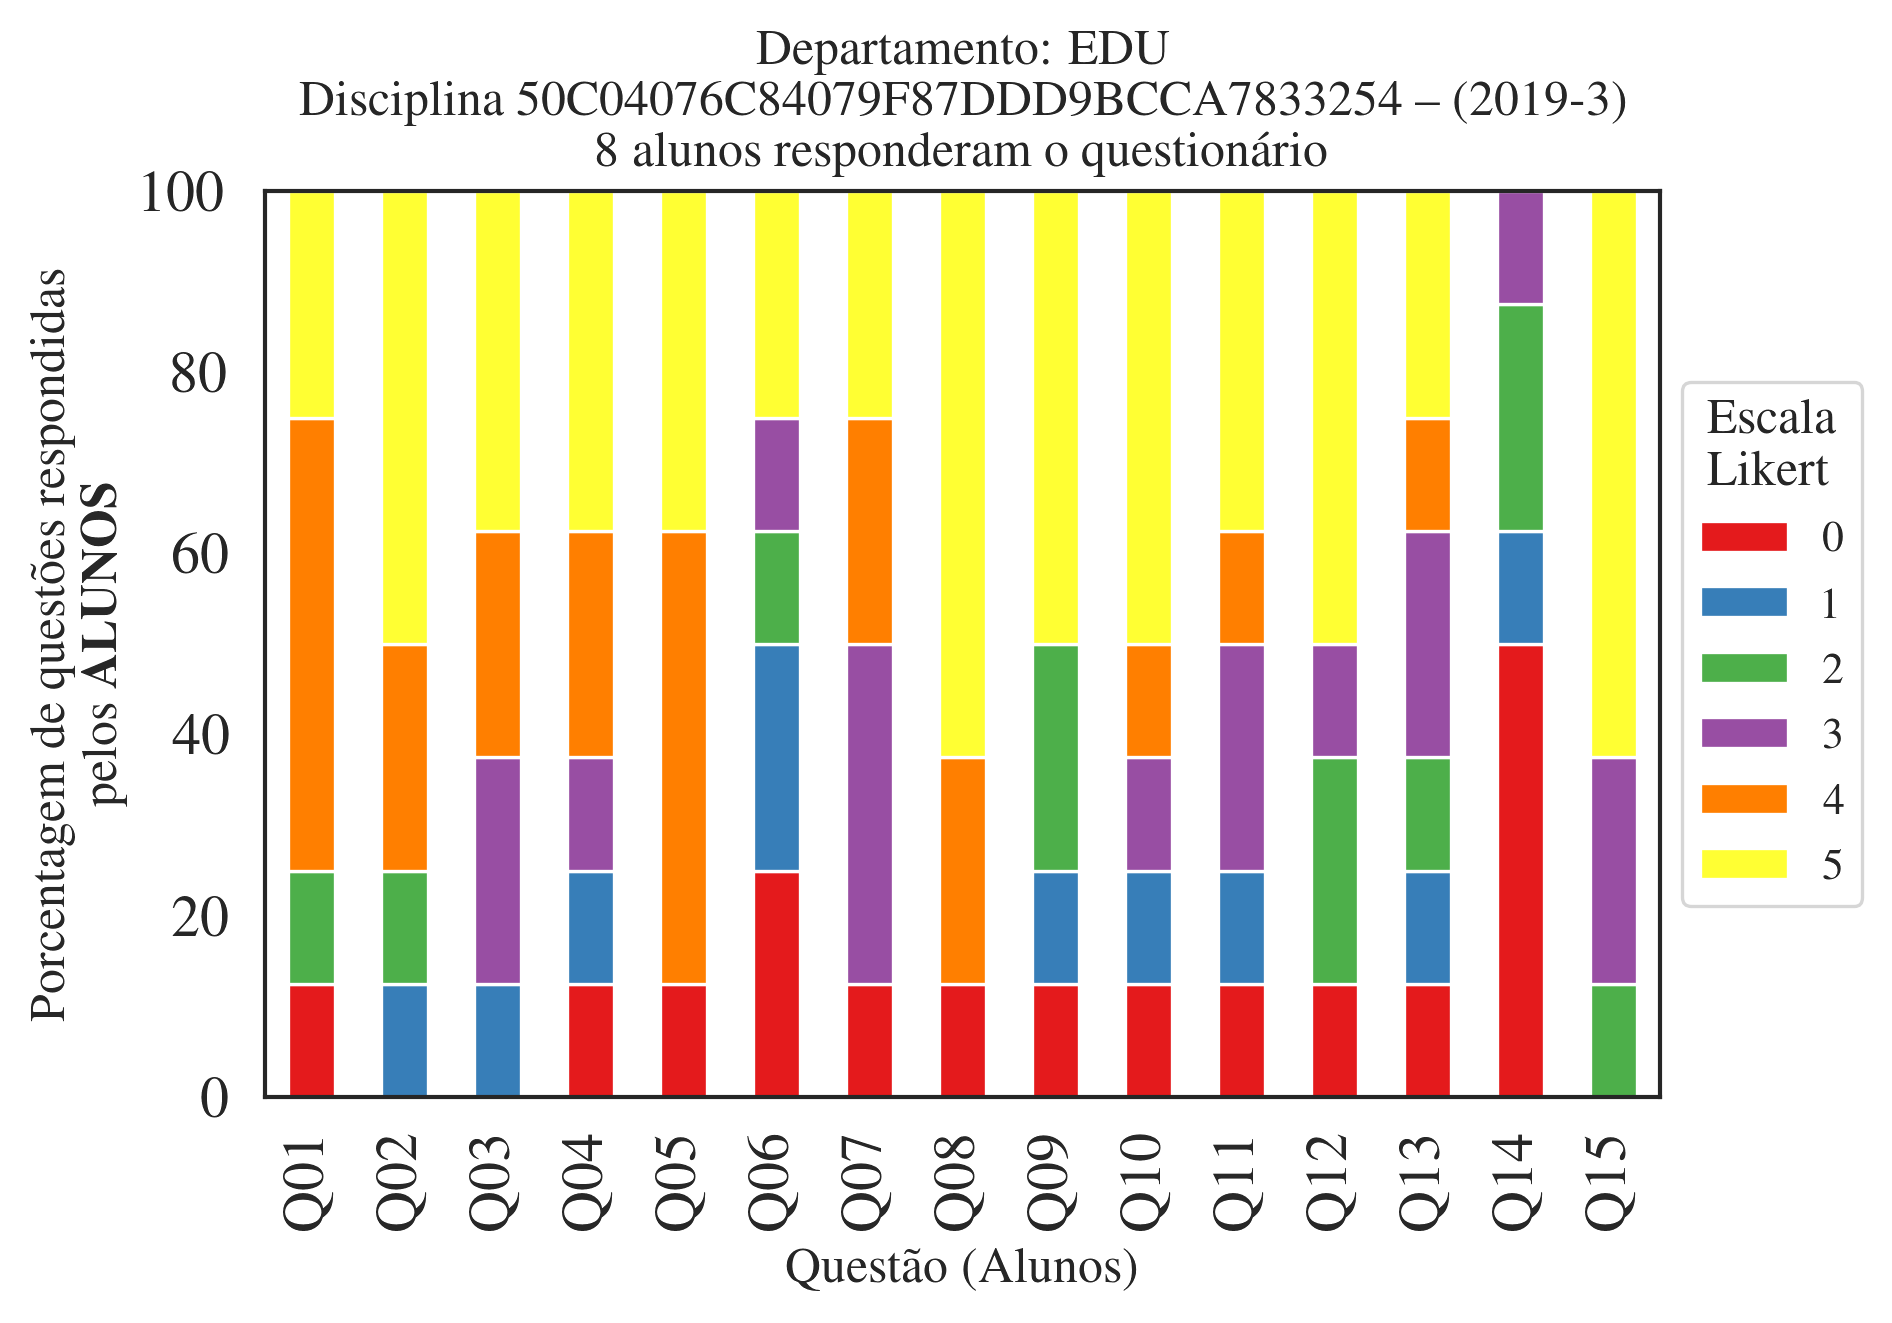 Departamento: EDU
Disciplina 50C04076C84079F87DDD9BCCA7833254 – (2019-3)
8 alunos responderam o questionário
Porcentagem de questões respondidas
pelos ALUNOS
100
80
60
40
20
0
Q01
Q02
Q03
Q04
Q05
Q06
Q07
Q08
Q09
Q10
Q11
Q12
Q13
Q14
Q15
Questão (Alunos)
Escala
Likert
0
1
2
3
4
5